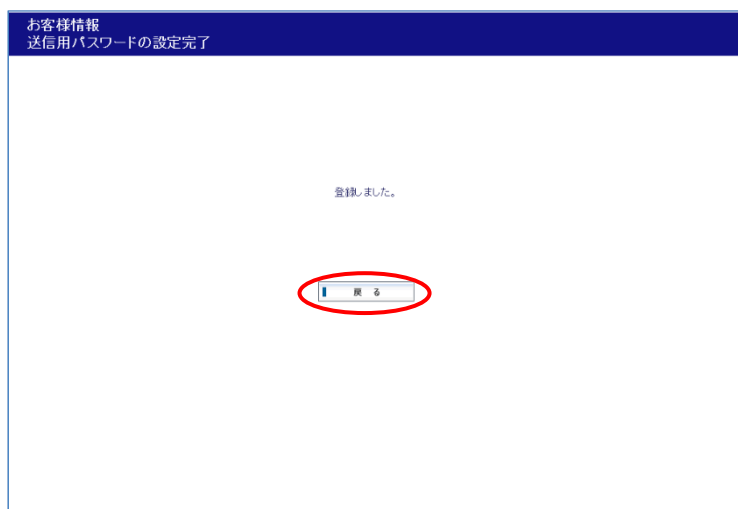 お客様情報
送信用パスワードの設定完了
登録しました。
戻 る